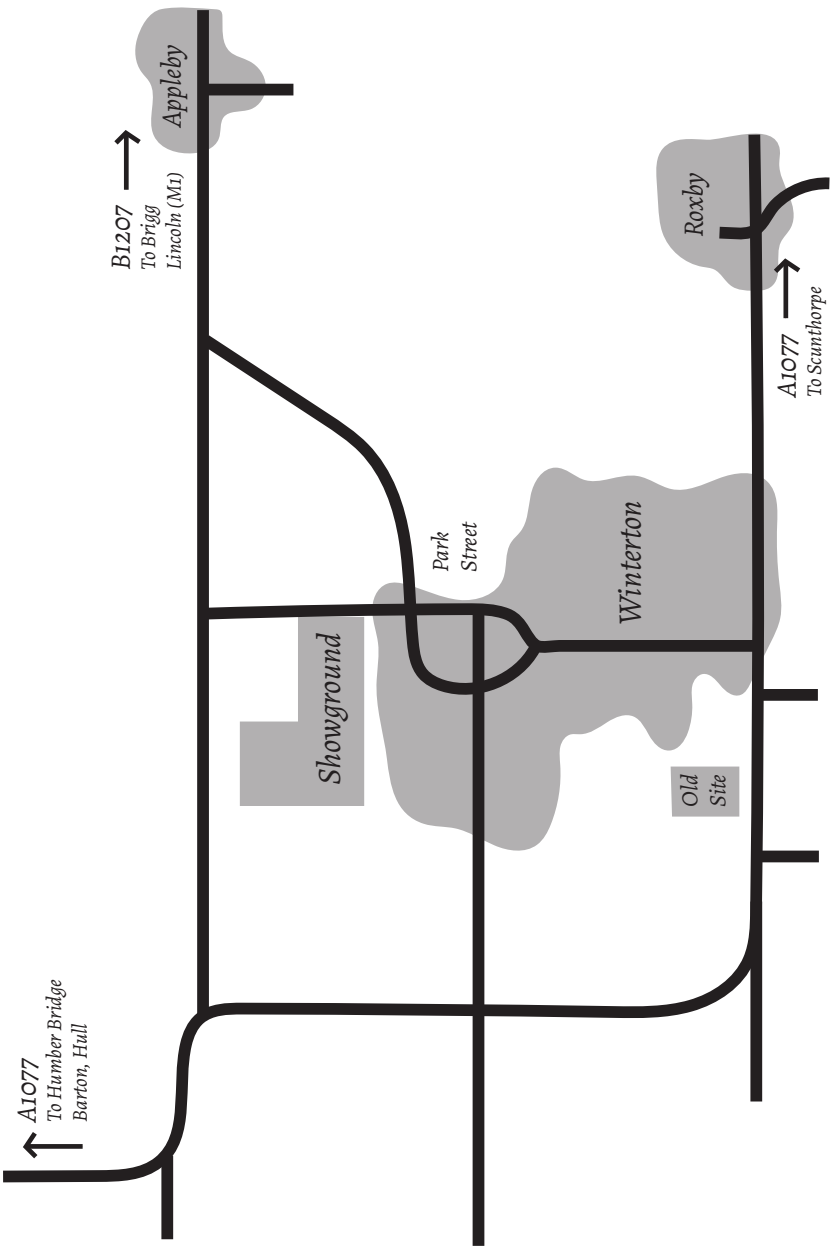 A1077
To Humber Bridge
Barton, Hull
B1207
To Brigg
Lincoln (M1)
Appleby
Showground
Park
Street
Winterton
Old
Site
Roxby
A1077
To Scunthorpe